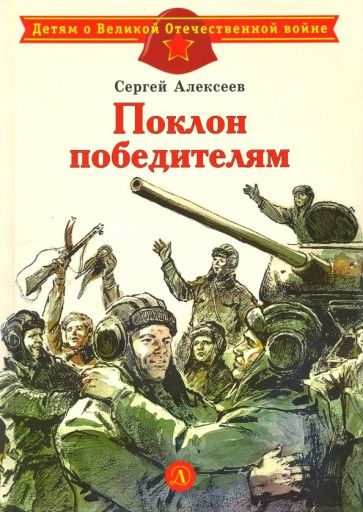 Детям о Великой Отечественной войне
Сергей Алексеев
Поклон
победителям
Л